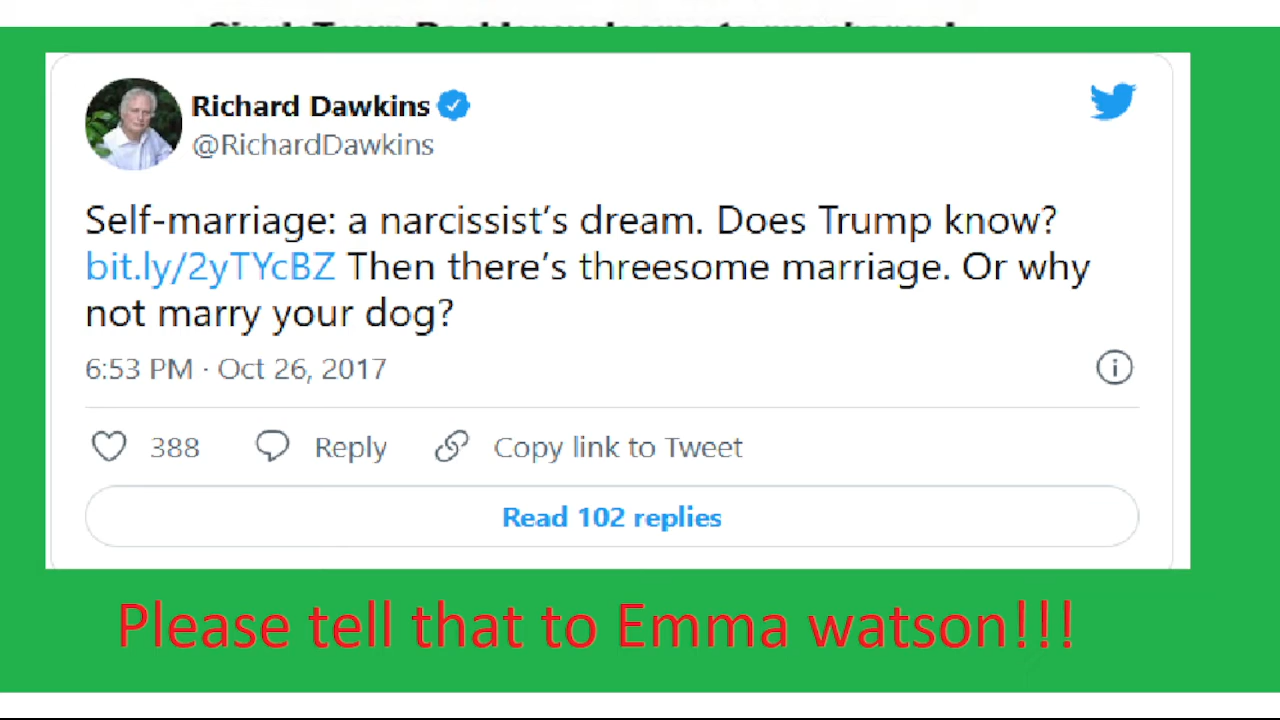 Richard Dawkins
@RichardDawkins
Self-marriage: a narcissist's dream. Does Trump know?
bit.ly/2yTYcBZ Then there's threesome marriage. Or why
not marry your dog?
6:53 PM · Oct 26, 2017
388 Reply Copy link to Tweet
Read 102 replies
Please tell that to Emma watson!!!